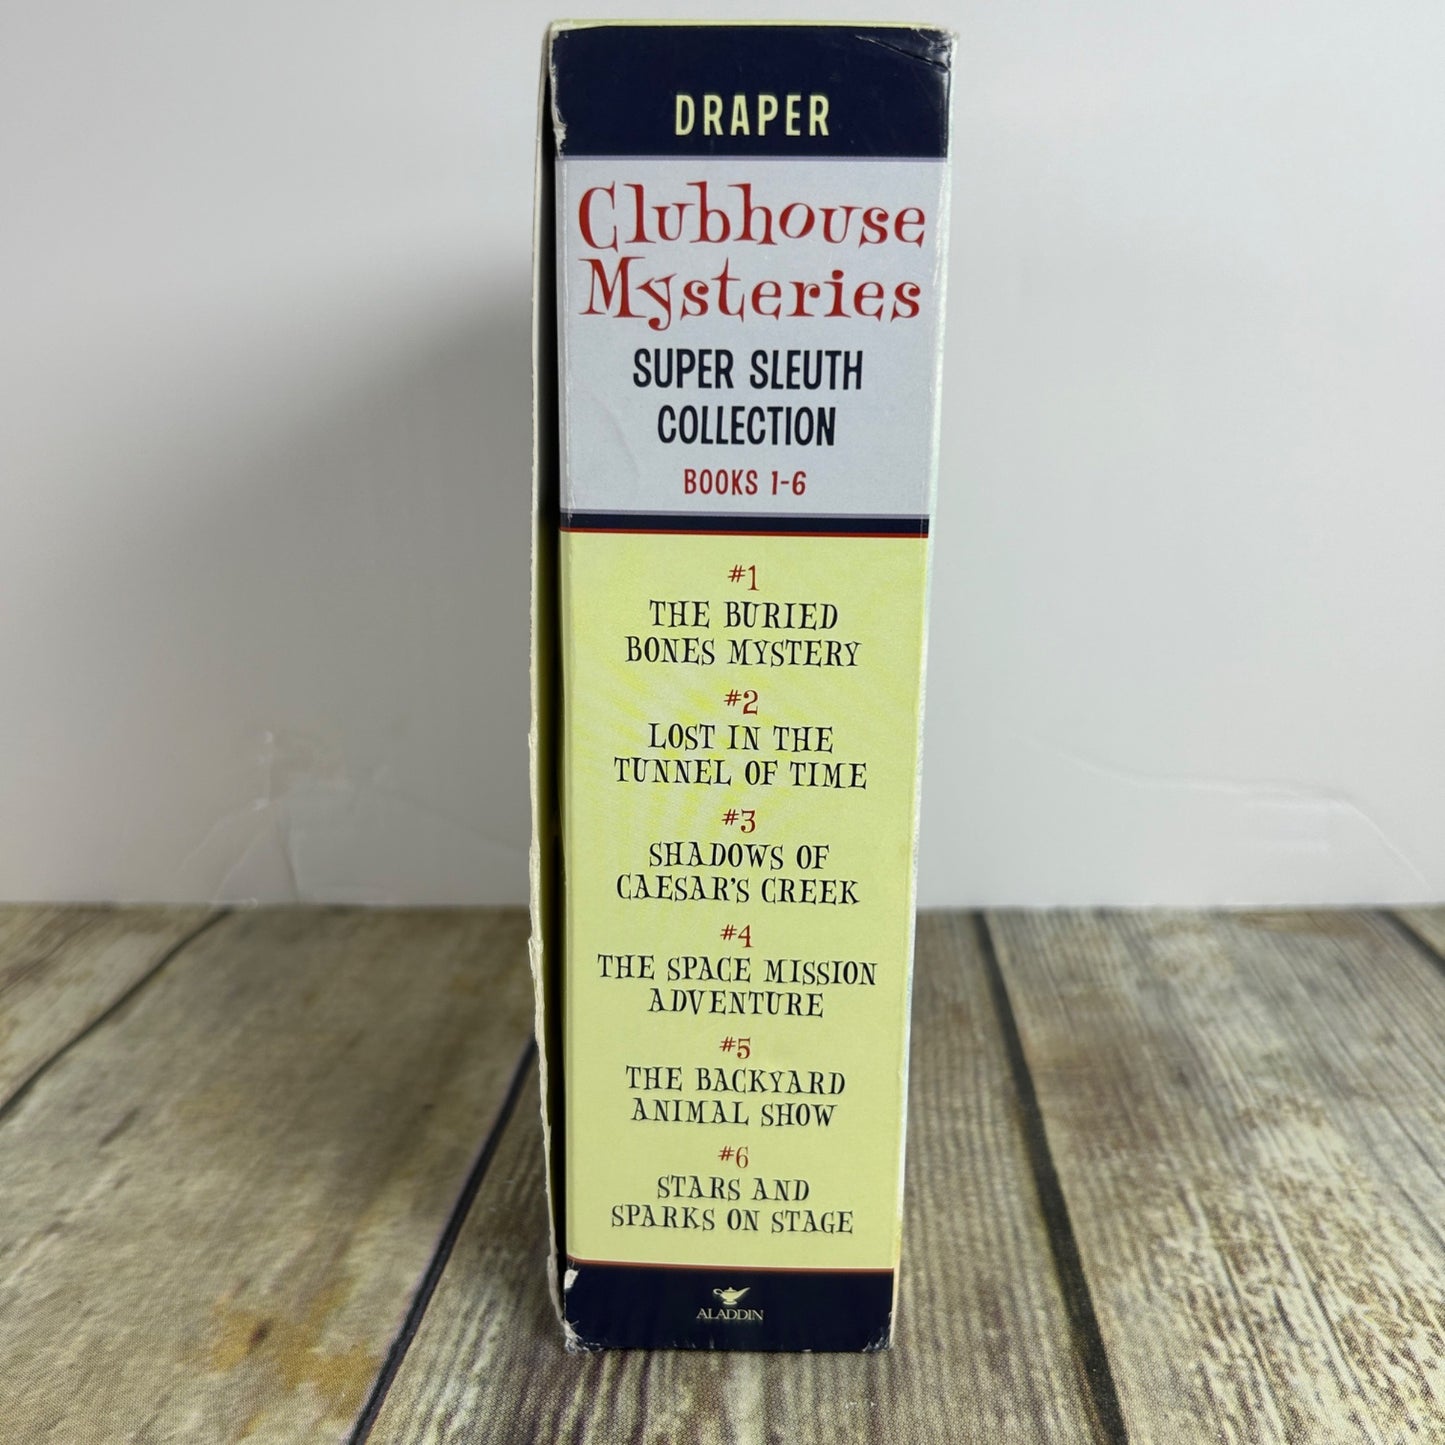 DRAPER
Clubhouse
Mysteries
SUPER SLEUTH
COLLECTION
BOOKS 1-6
#1
THE BURIED
BONES MYSTERY
#2
LOST IN THE
TUNNEL OF TIME
#3
SHADOWS OF
CAESAR'S CREEK
#4
THE SPACE MISSION
ADVENTURE
#5
THE BACKYARD
ANIMAL SHOW
#6
STARS AND
SPARKS ON STAGE
ALADDIN